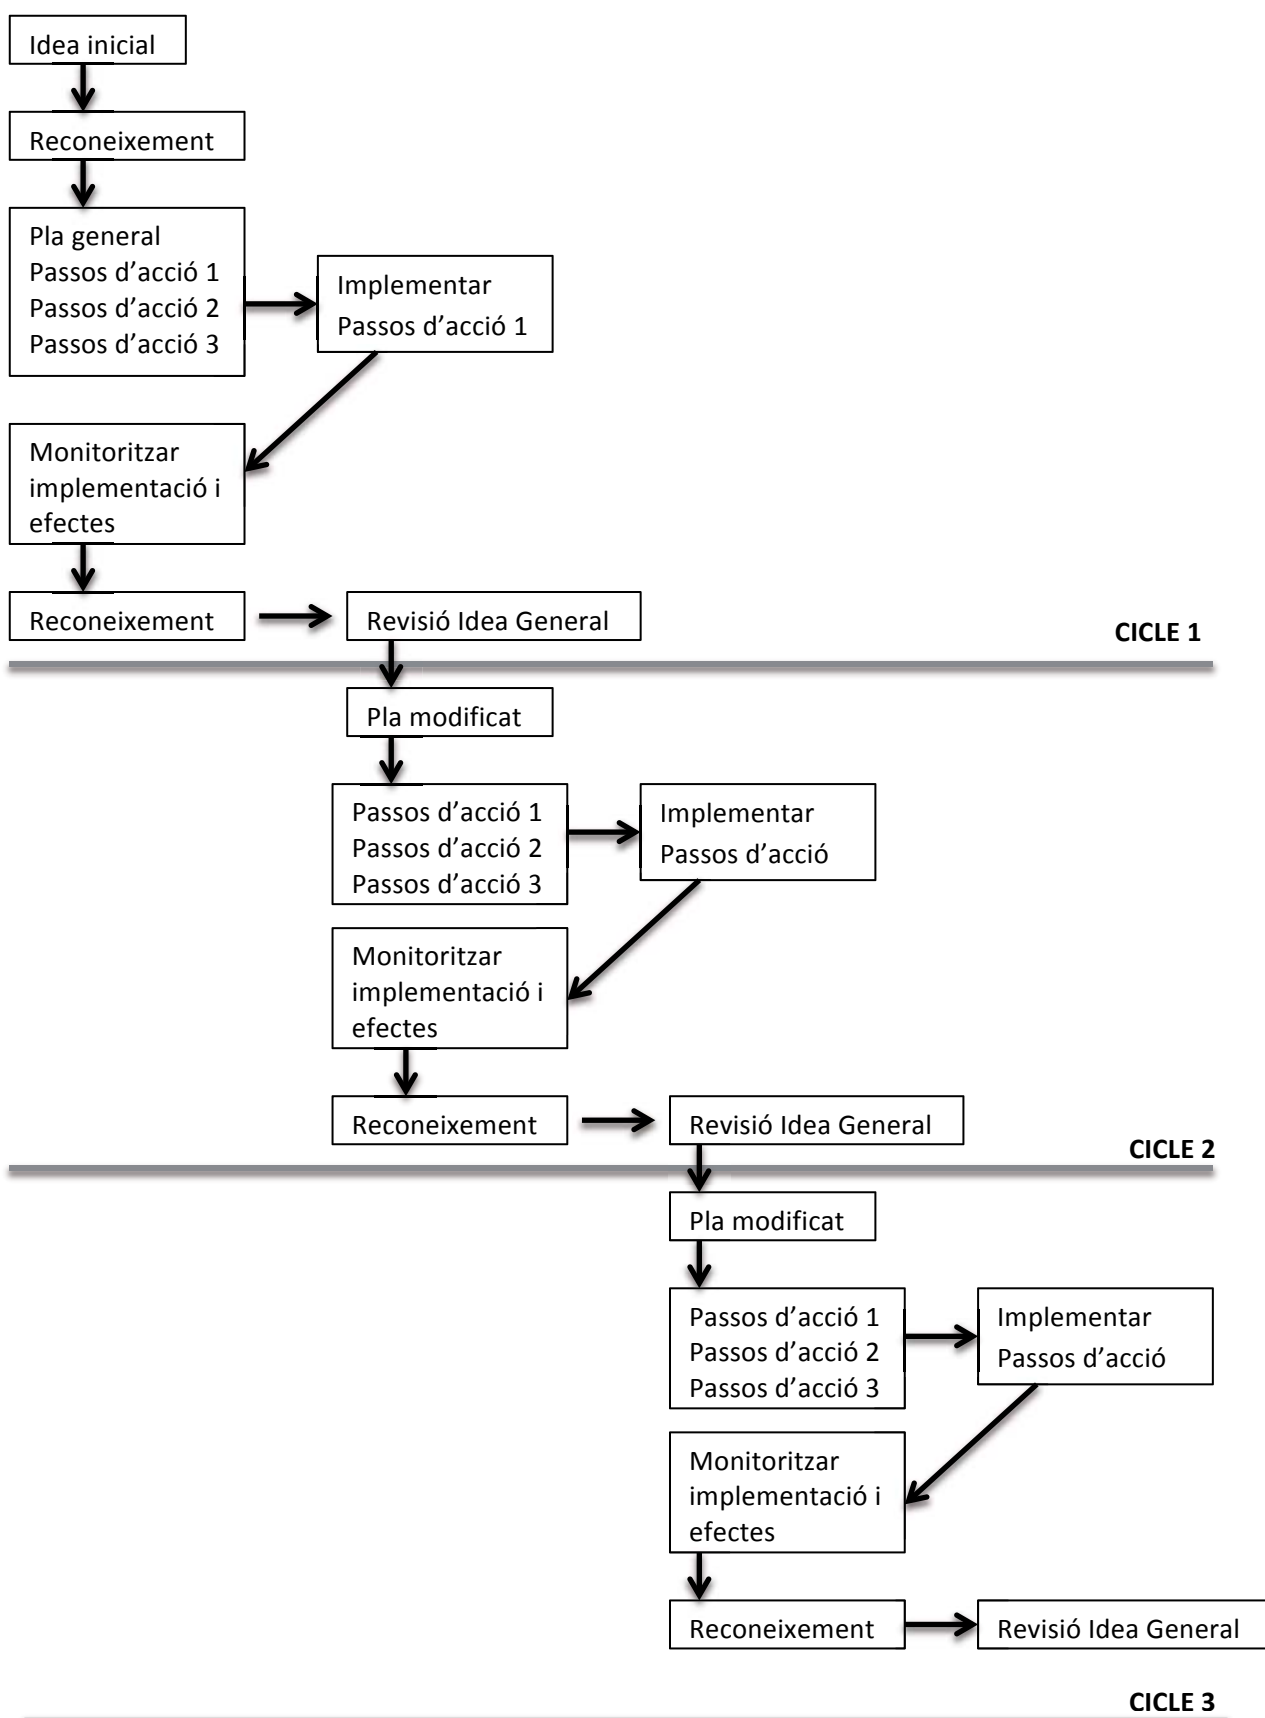 Idea inicial
Reconeixement
Pla general
Passos d’acció 1
Passos d’acció 2
Passos d’acció 3
Implementar
Passos d’acció 1
Monitoritzar
implementació i
efectes
Reconeixement
Revisió Idea General
CICLE 1
Pla modificat
Passos d’acció 1
Passos d’acció 2
Passos d’acció 3
Implementar
Passos d’acció
Monitoritzar
implementació i
efectes
Reconeixement
Revisió Idea General
CICLE 2
Pla modificat
Passos d’acció 1
Passos d’acció 2
Passos d’acció 3
Implementar
Passos d’acció
Monitoritzar
implementació i
efectes
Reconeixement
Revisió Idea General
CICLE 3